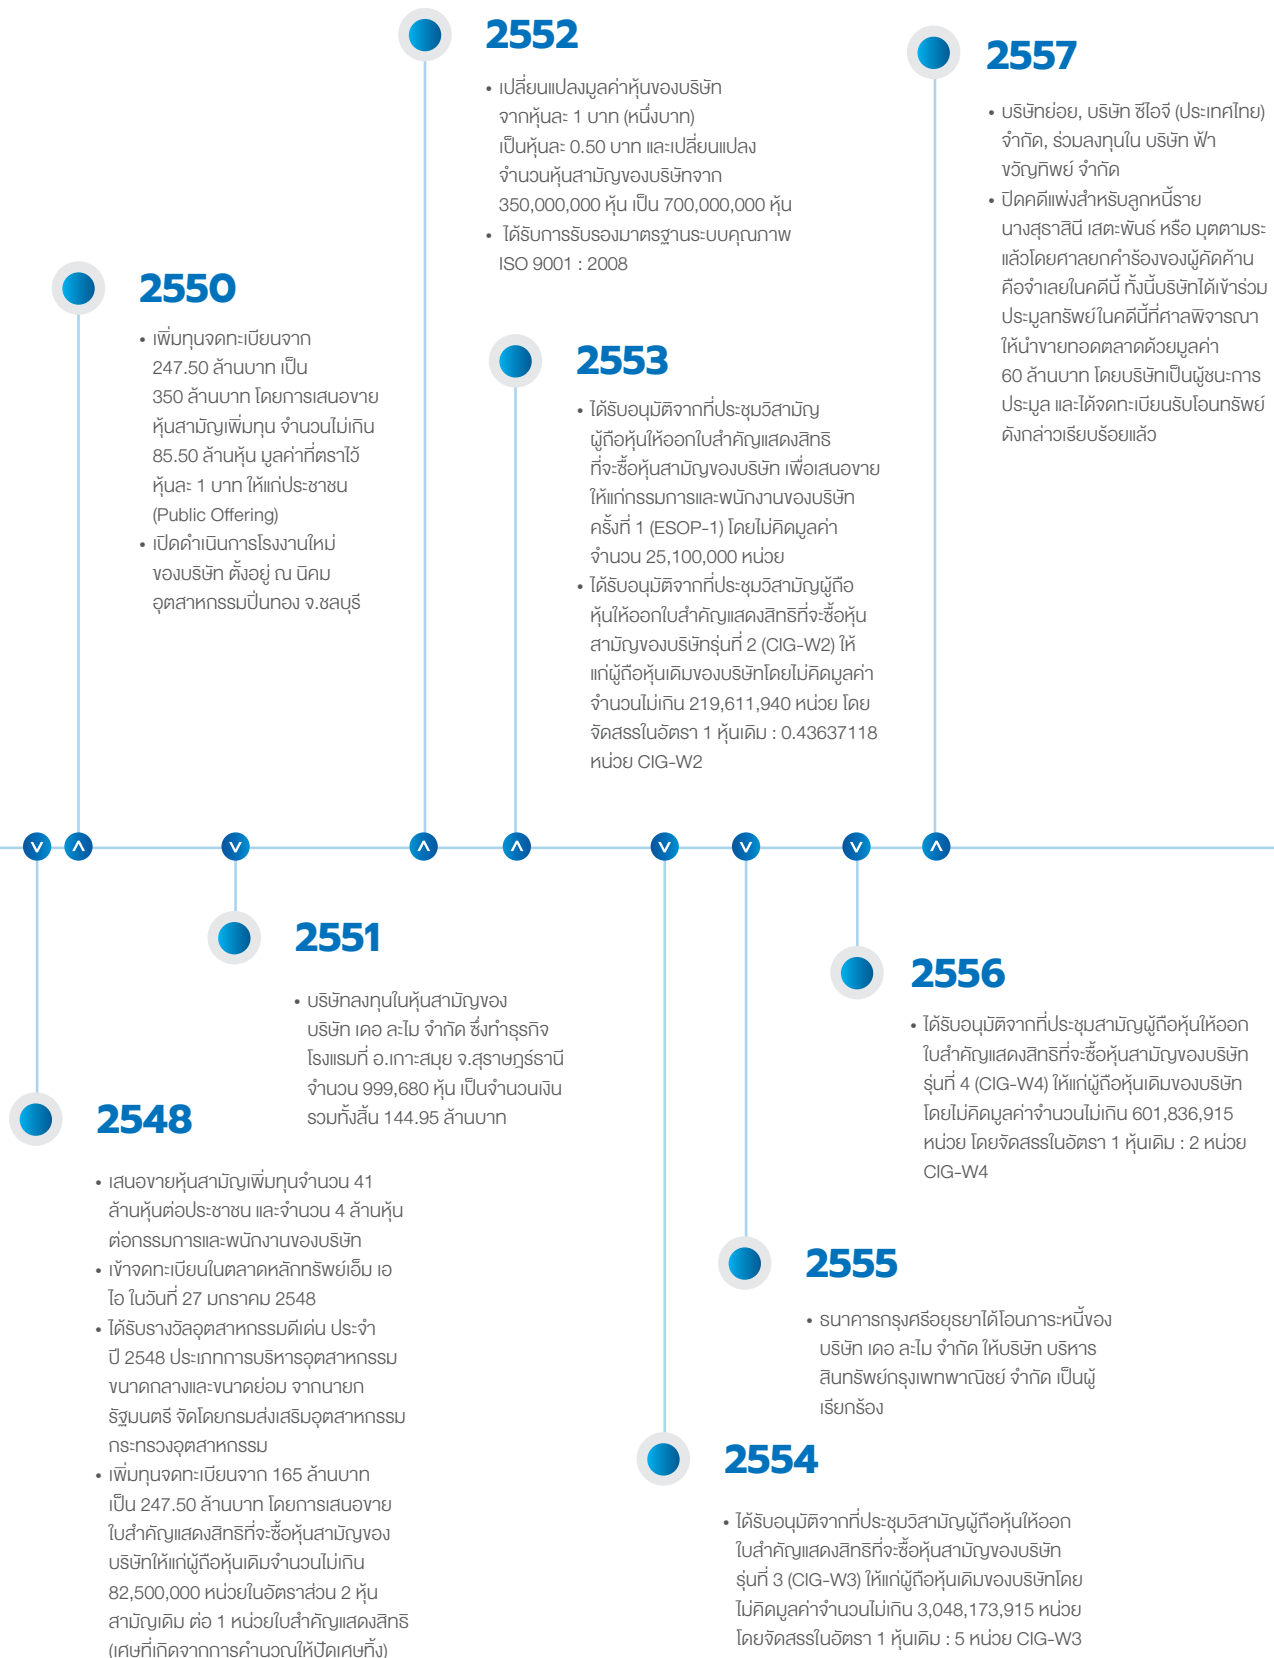 2552
• เปลี่ยนแปลงมูลค่าหุ้นของบริษัท
จากหุ้นละ 1 บาท (หนึ่งบาท)
เป็นหุ้นละ 0.50 บาท และเปลี่ยนแปลง
จำนวนหุ้นสามัญของบริษัทจาก
350,000,000 หุ้น เป็น 700,000,000 หุ้น
• ได้รับการรับรองมาตรฐานระบบคุณภาพ
ISO 9001 : 2008
2557
• บริษัทย่อย, บริษัท ซีไอจี (ประเทศไทย)
จำกัด, ร่วมลงทุนใน บริษัท ฟ้า
ขวัญทิพย์ จำกัด
• ปิดคดีแพ่งสำหรับลูกหนี้ราย
นางสุธาสินี เสตะพันธ์ หรือ มุตตามระ
แล้วโดยศาลยกคำร้องของผู้คัดค้าน
คือจำเลยในคดีนี้ ทั้งนี้บริษัทได้เข้าร่วม
ประมูลทรัพย์ในคดีนี้ที่ศาลพิจารณา
ให้นำขายทอดตลาดด้วยมูลค่า
60 ล้านบาท โดยบริษัทเป็นผู้ชนะการ
ประมูล และได้จดทะเบียนรับโอนทรัพย์
ดังกล่าวเรียบร้อยแล้ว
2550
• เพิ่มทุนจดทะเบียนจาก
247.50 ล้านบาท เป็น
350 ล้านบาท โดยการเสนอขาย
หุ้นสามัญเพิ่มทุน จำนวนไม่เกิน
85.50 ล้านหุ้น มูลค่าที่ตราไว้
หุ้นละ 1 บาท ให้แก่ประชาชน
(Public Offering)
• เปิดดำเนินการโรงงานใหม่
ของบริษัท ตั้งอยู่ ณ นิคม
อุตสาหกรรมปิ่นทอง จ.ชลบุรี
2553
• ได้รับอนุมัติจากที่ประชุมวิสามัญ
ผู้ถือหุ้นให้ออกใบสำคัญแสดงสิทธิ
ที่จะซื้อหุ้นสามัญของบริษัท เพื่อเสนอขาย
ให้แก่กรรมการและพนักงานของบริษัท
ครั้งที่ 1 (ESOP-1) โดยไม่คิดมูลค่า
จำนวน 25,100,000 หน่วย
• ได้รับอนุมัติจากที่ประชุมวิสามัญผู้ถือ
หุ้นให้ออกใบสำคัญแสดงสิทธิที่จะซื้อหุ้น
สามัญของบริษัทรุ่นที่ 2 (CIG-W2) ให้
แก่ผู้ถือหุ้นเดิมของบริษัทโดยไม่คิดมูลค่า
จำนวนไม่เกิน 219,611,940 หน่วย โดย
จัดสรรในอัตรา 1 หุ้นเดิม : 0.43637118
หน่วย CIG-W2
2551
• บริษัทลงทุนในหุ้นสามัญของ
บริษัท เดอ ละไม จำกัด ซึ่งทำธุรกิจ
โรงแรมที่ อ.เกาะสมุย จ.สุราษฎร์ธานี
จำนวน 999,680 หุ้น เป็นจำนวนเงิน
รวมทั้งสิ้น 144.95 ล้านบาท
2556
• ได้รับอนุมัติจากที่ประชุมสามัญผู้ถือหุ้นให้ออก
ใบสำคัญแสดงสิทธิที่จะซื้อหุ้นสามัญของบริษัท
รุ่นที่ 4 (CIG-W4) ให้แก่ผู้ถือหุ้นเดิมของบริษัท
โดยไม่คิดมูลค่าจำนวนไม่เกิน 601,836,915
หน่วย โดยจัดสรรในอัตรา 1 หุ้นเดิม : 2 หน่วย
CIG-W4
2548
• เสนอขายหุ้นสามัญเพิ่มทุนจำนวน 41
ล้านหุ้นต่อประชาชน และจำนวน 4 ล้านหุ้น
ต่อกรรมการและพนักงานของบริษัท
• เข้าจดทะเบียนในตลาดหลักทรัพย์เอ็ม เอ
ไอ ในวันที่ 27 มกราคม 2548
• ได้รับรางวัลอุตสาหกรรมดีเด่น ประจำ
ปี 2548 ประเภทการบริหารอุตสาหกรรม
ขนาดกลางและขนาดย่อม จากนายก
รัฐมนตรี จัดโดยกรมส่งเสริมอุตสาหกรรม
กระทรวงอุตสาหกรรม
• เพิ่มทุนจดทะเบียนจาก 165 ล้านบาท
เป็น 247.50 ล้านบาท โดยการเสนอขาย
ใบสำคัญแสดงสิทธิที่จะซื้อหุ้นสามัญของ
บริษัทให้แก่ผู้ถือหุ้นเดิมจำนวนไม่เกิน
82,500,000 หน่วยในอัตราส่วน 2 หุ้น
สามัญเดิม ต่อ 1 หน่วยใบสำคัญแสดงสิทธิ
(เศษที่เกิดจากการคำนวณให้ปัดเศษทิ้ง)
2555
• ธนาคารกรุงศรีอยุธยาได้โอนภาระหนี้ของ
บริษัท เดอ ละไม จำกัด ให้บริษัท บริหาร
สินทรัพย์กรุงเทพพาณิชย์ จำกัด เป็นผู้
เรียกร้อง
2554
• ได้รับอนุมัติจากที่ประชุมวิสามัญผู้ถือหุ้นให้ออก
ใบสำคัญแสดงสิทธิที่จะซื้อหุ้นสามัญของบริษัท
รุ่นที่ 3 (CIG-W3) ให้แก่ผู้ถือหุ้นเดิมของบริษัทโดย
ไม่คิดมูลค่าจำนวนไม่เกิน 3,048,173,915 หน่วย
โดยจัดสรรในอัตรา 1 หุ้นเดิม : 5 หน่วย CIG-W3